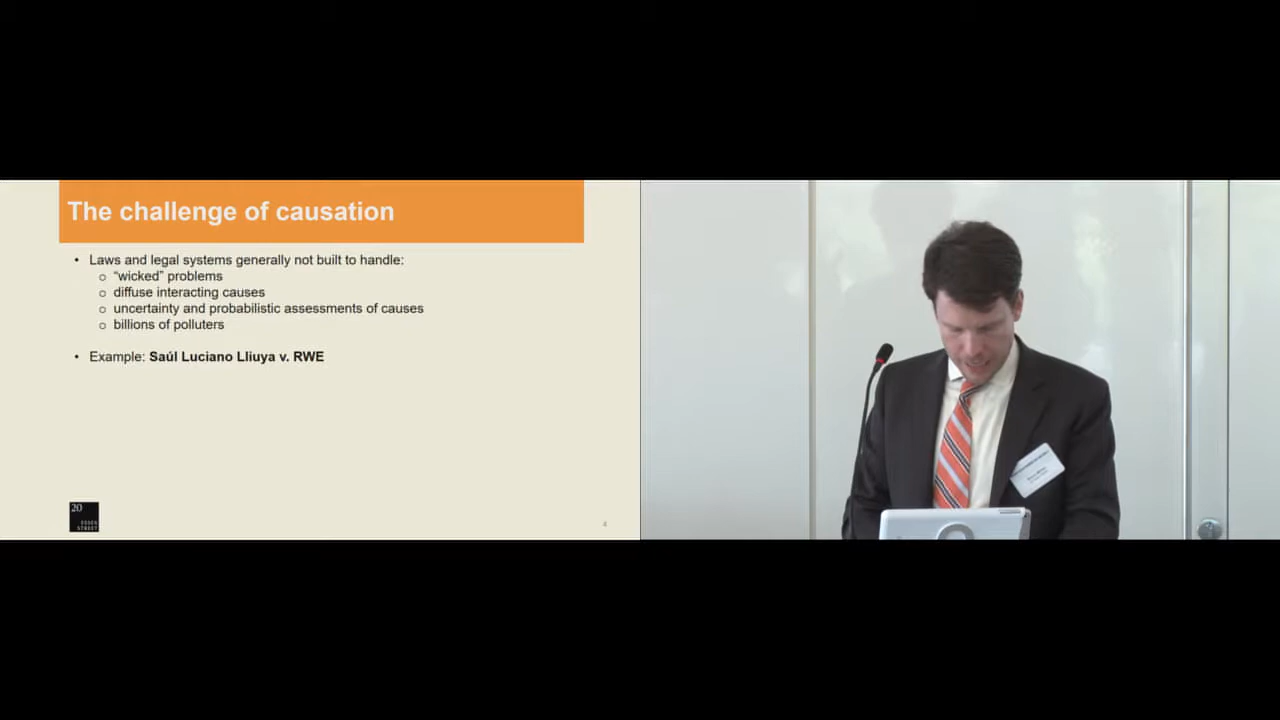 The challenge of causation
• Laws and legal systems generally not built to handle:
o “wicked” problems
o diffuse interacting causes
o uncertainty and probabilistic assessments of causes
o billions of polluters
• Example: Saúl Luciano Lliuya v. RWE
20
ESSEX
STREET
4